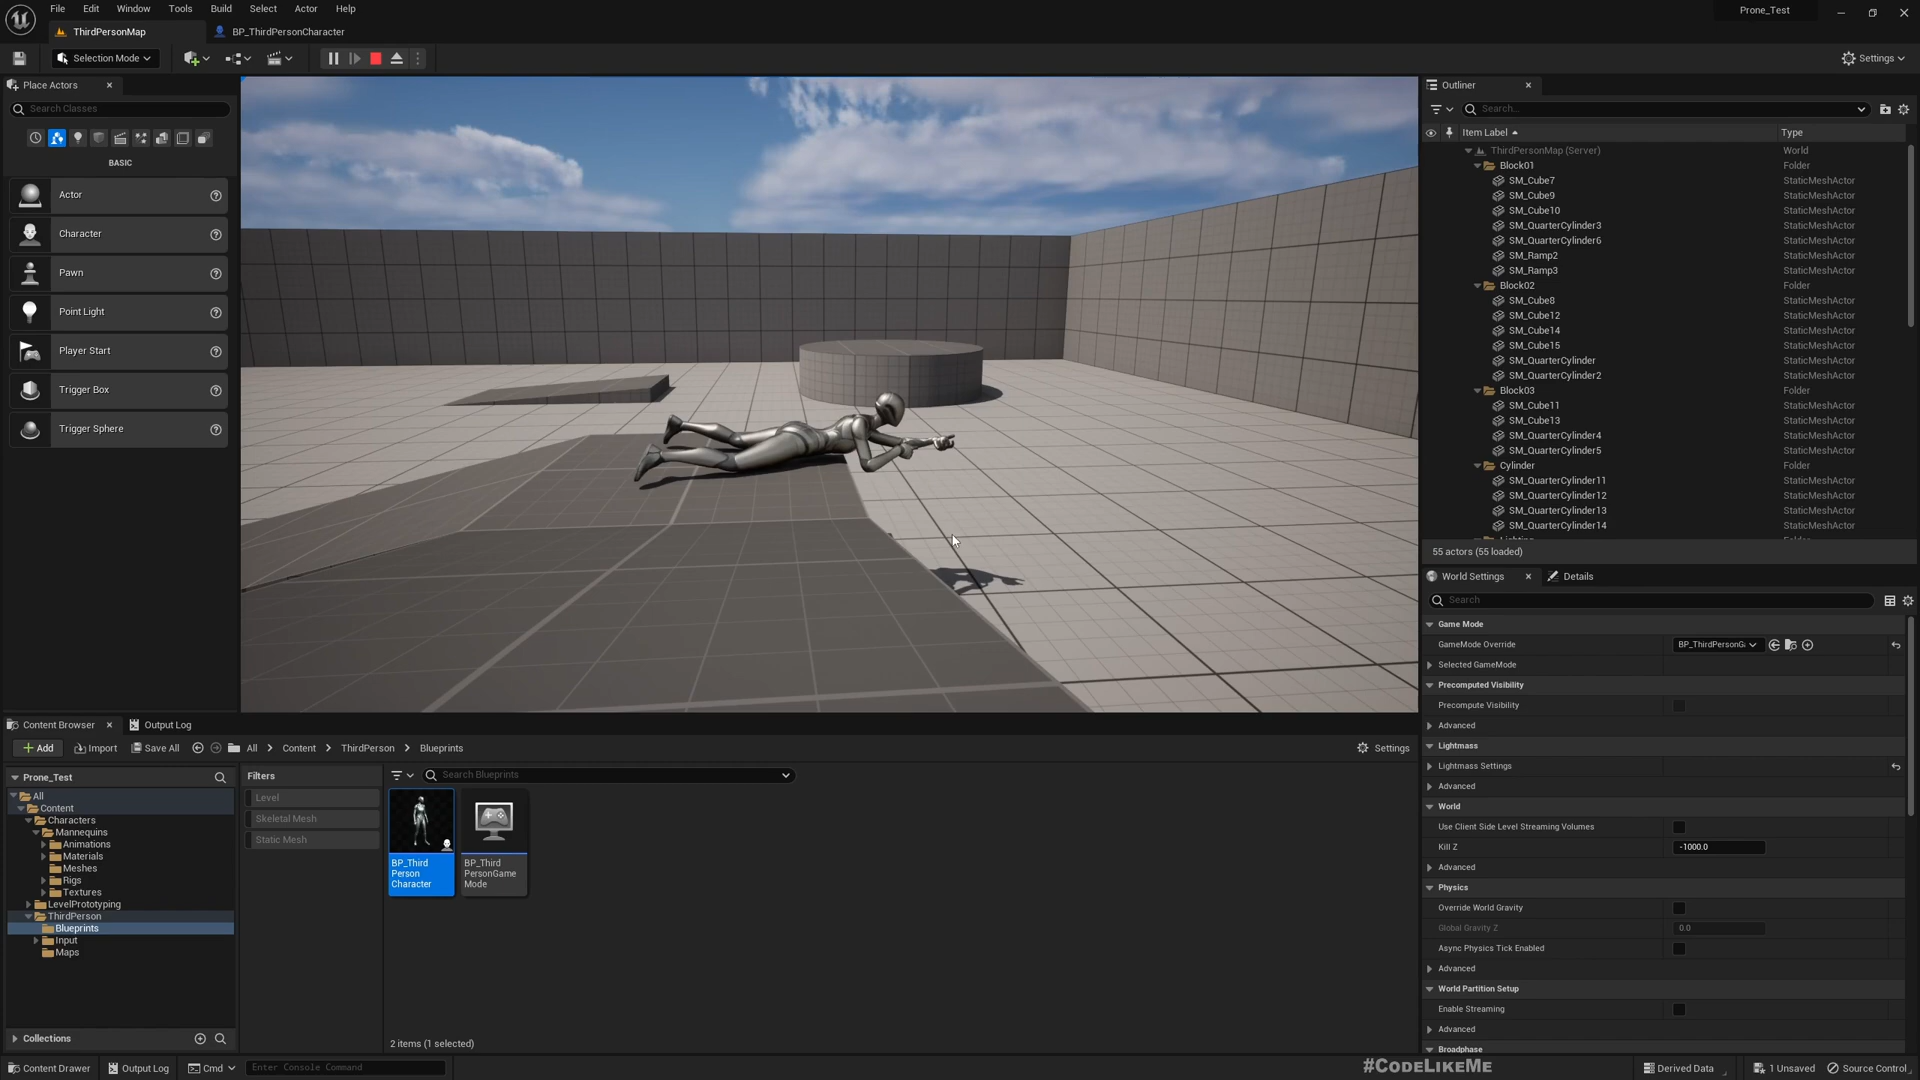 File Edit Window Tools Build Select Actor Help
Prone_Test
ThirdPersonMap
BP_ThirdPersonCharacter
Selection Mode
Settings
Place Actors
Search Classes
BASIC
Actor
Character
Pawn
Point Light
Player Start
Trigger Box
Trigger Sphere
Outliner
Search...
Item Label Type
ThirdPersonMap (Server) World
Block01 Folder
SM_Cube7 StaticMeshActor
SM_Cube9 StaticMeshActor
SM_Cube10 StaticMeshActor
SM_QuarterCylinder3 StaticMeshActor
SM_QuarterCylinder6 StaticMeshActor
SM_Ramp2 StaticMeshActor
SM_Ramp3 StaticMeshActor
Block02 Folder
SM_Cube8 StaticMeshActor
SM_Cube12 StaticMeshActor
SM_Cube14 StaticMeshActor
SM_Cube15 StaticMeshActor
SM_QuarterCylinder StaticMeshActor
SM_QuarterCylinder2 StaticMeshActor
Block03 Folder
SM_Cube11 StaticMeshActor
SM_Cube13 StaticMeshActor
SM_QuarterCylinder4 StaticMeshActor
SM_QuarterCylinder5 StaticMeshActor
Cylinder Folder
SM_QuarterCylinder11 StaticMeshActor
SM_QuarterCylinder12 StaticMeshActor
SM_QuarterCylinder13 StaticMeshActor
SM_QuarterCylinder14 StaticMeshActor
55 actors (55 loaded)
World Settings
Details
Search
Game Mode
GameMode Override BP_ThirdPersonGa
Selected GameMode
Precomputed Visibility
Precompute Visibility
Advanced
Lightmass
Lightmass Settings
Advanced
World
Use Client Side Level Streaming Volumes
Kill Z -1000.0
Advanced
Physics
Override World Gravity
Global Gravity Z 0.0
Async Physics Tick Enabled
Advanced
World Partition Setup
Enable Streaming
Advanced
Broadphase
Content Browser
Output Log
Add Import Save All All Content ThirdPerson Blueprints
Settings
Prone_Test
All
Content
Characters
Mannequins
Animations
Materials
Meshes
Rigs
Textures
LevelPrototyping
ThirdPerson
Blueprints
Input
Maps
Collections
Filters
Level
Skeletal Mesh
Static Mesh
Search Blueprints
BP_Third
Person
Character
BP_Third
PersonGame
Mode
2 items (1 selected)
Content Drawer
Output Log
Cmd
Enter Console Command
#CodeLikeMe
Derived Data
1 Unsaved
Source Control